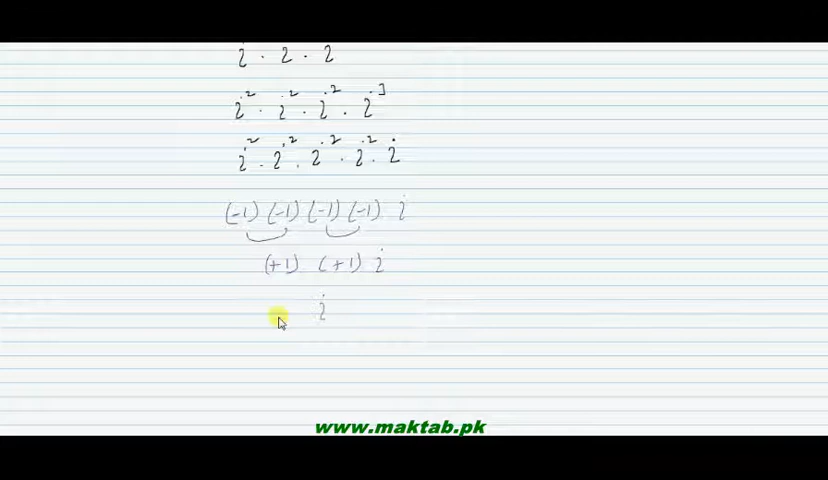 i . i . i
i² . i² . i² . i³
i² . i² . i² . i² . i
(-1) (-1) (-1) (-1) i
(+1) (+1) i
i
www.maktab.pk